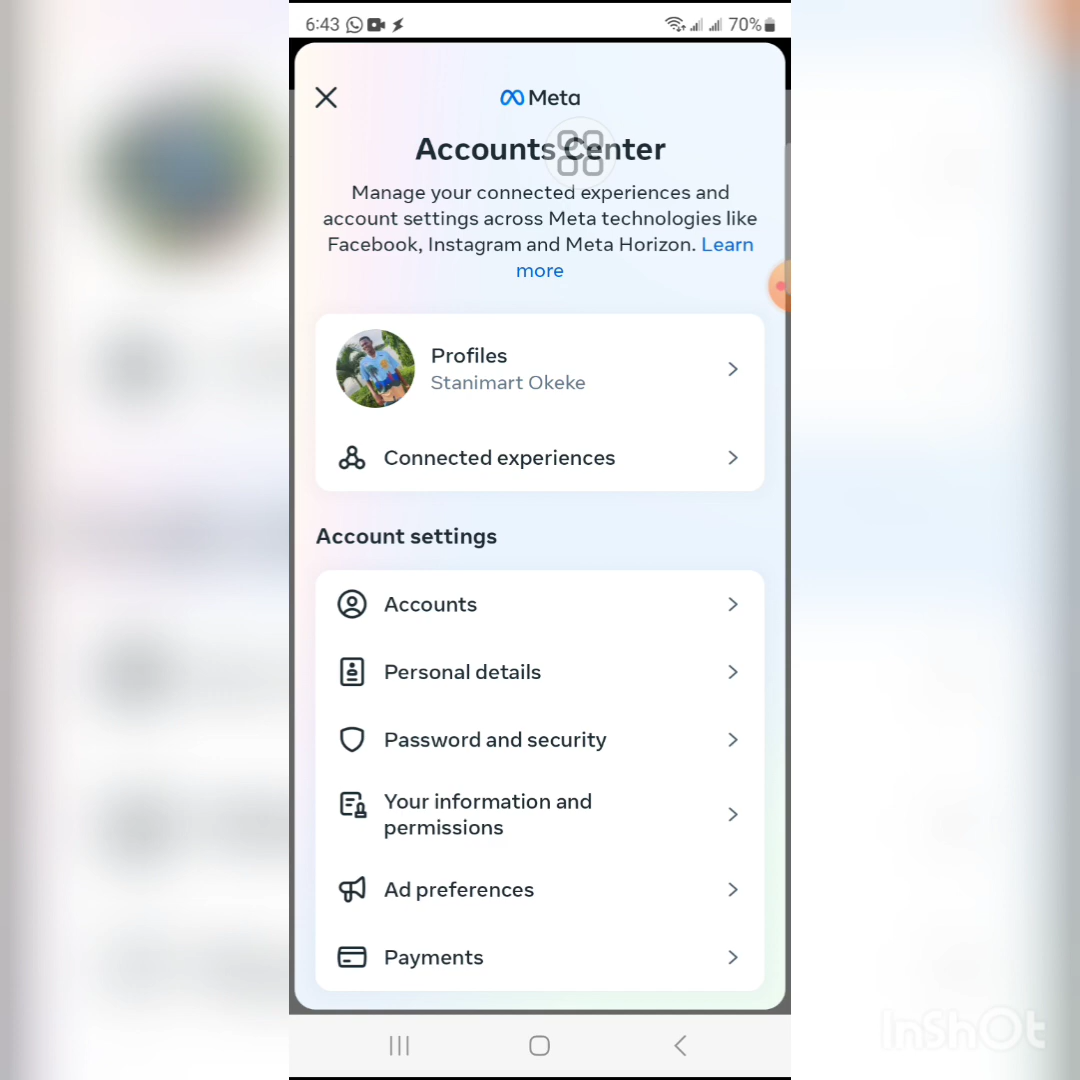 6:43 70%
Meta
Accounts Center
Manage your connected experiences and
account settings across Meta technologies like
Facebook, Instagram and Meta Horizon. Learn
more
Profiles
Stanimart Okeke
Connected experiences
Account settings
Accounts
Personal details
Password and security
Your information and
permissions
Ad preferences
Payments
InShOt